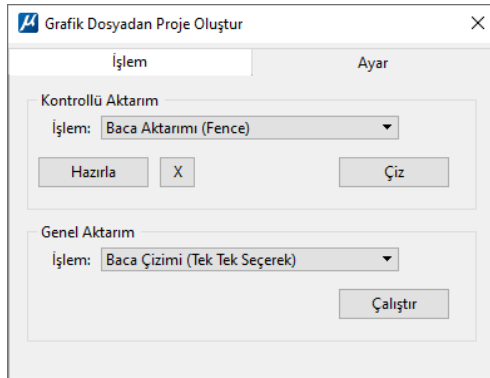 Grafik Dosyadan Proje Oluştur
İşlem Ayar
Kontrollü Aktarım
İşlem: Baca Aktarımı (Fence)
Hazırla X Çiz
Genel Aktarım
İşlem: Baca Çizimi (Tek Tek Seçerek)
Çalıştır